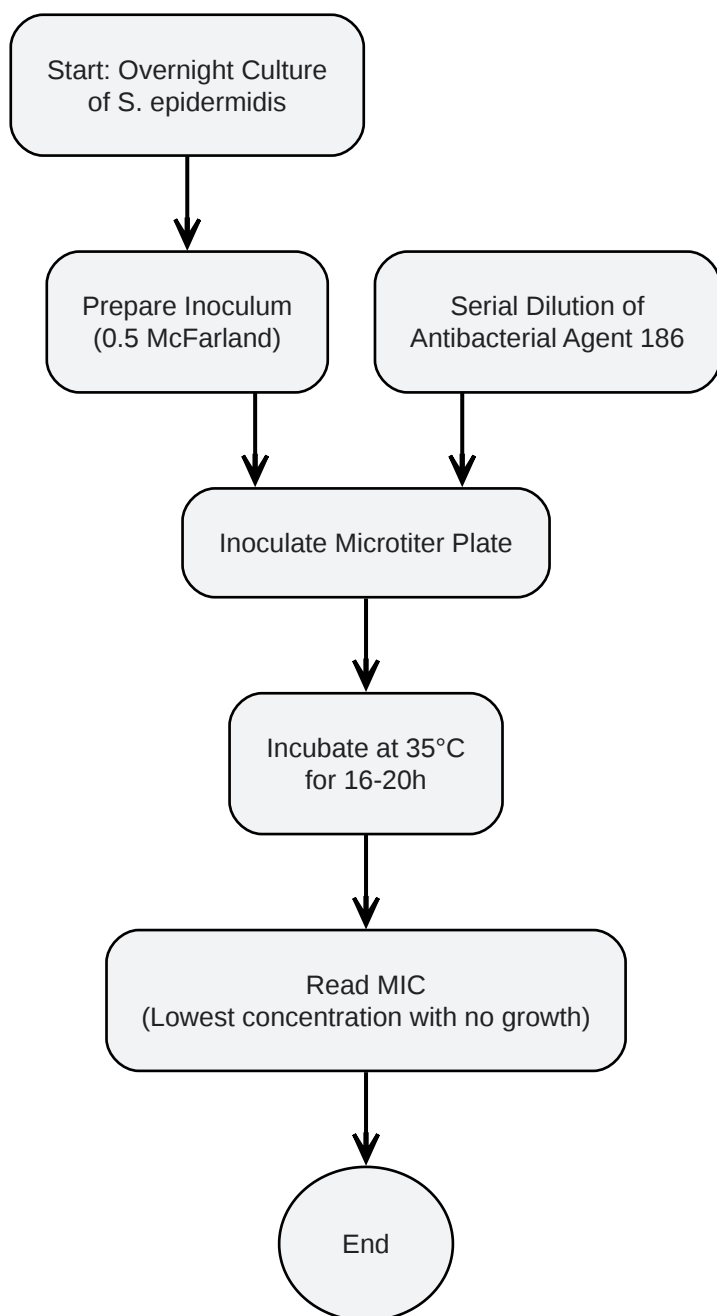 Start: Overnight Culture
of S. epidermidis
Prepare Inoculum
(0.5 McFarland)
Serial Dilution of
Antibacterial Agent 186
Inoculate Microtiter Plate
Incubate at 35°C
for 16-20h
Read MIC
(Lowest concentration with no growth)
End